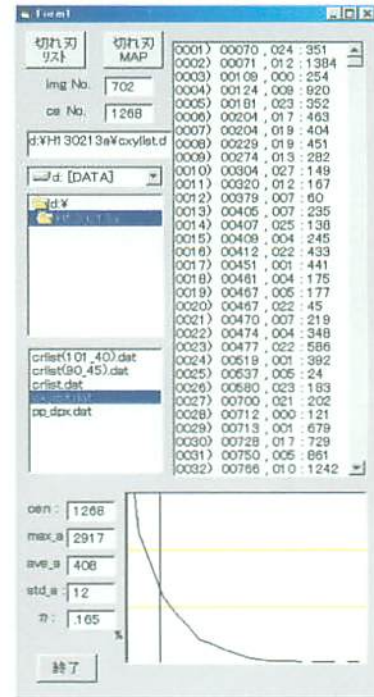 Form1
切れ刃
リスト
切れ刃
MAP
img No. 702
ce No. 1268
d:¥H130213a¥cxylist.d
d: [DATA]
d:¥
crlist(101_40).dat
crlist(90_45).dat
crlist.dat
pp_dpx.dat
0001) 00070 , 024 : 351
0002) 00071 , 012 : 1384
0003) 00109 , 000 : 254
0004) 00124 , 009 : 920
0005) 00181 , 023 : 352
0006) 00204 , 017 : 463
0007) 00204 , 019 : 404
0008) 00229 , 019 : 451
0009) 00274 , 013 : 282
0010) 00304 , 027 : 149
0011) 00320 , 012 : 167
0012) 00379 , 007 : 60
0013) 00405 , 007 : 235
0014) 00407 , 025 : 138
0015) 00409 , 004 : 245
0016) 00412 , 022 : 433
0017) 00451 , 001 : 441
0018) 00461 , 004 : 175
0019) 00467 , 005 : 177
0020) 00467 , 022 : 45
0021) 00470 , 007 : 219
0022) 00474 , 004 : 348
0023) 00477 , 022 : 586
0024) 00519 , 001 : 392
0025) 00537 , 005 : 24
0026) 00580 , 023 : 183
0027) 00700 , 021 : 202
0028) 00712 , 000 : 121
0029) 00713 , 001 : 679
0030) 00728 , 017 : 729
0031) 00750 , 005 : 861
0032) 00766 , 010 : 1242
cen : 1268
max_a 2917
ave_a 408
std_a : 12
カ : .165
%
終了